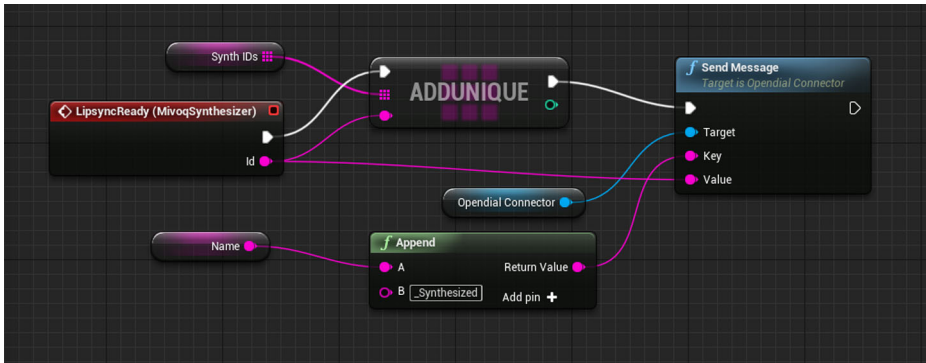 Synth IDs
LipsyncReady (MivoqSynthesizer)
Id
ADDUNIQUE
Send Message
Target is Opendial Connector
Target
Key
Value
Opendial Connector
Name
Append
A
Return Value
B _Synthesized
Add pin +